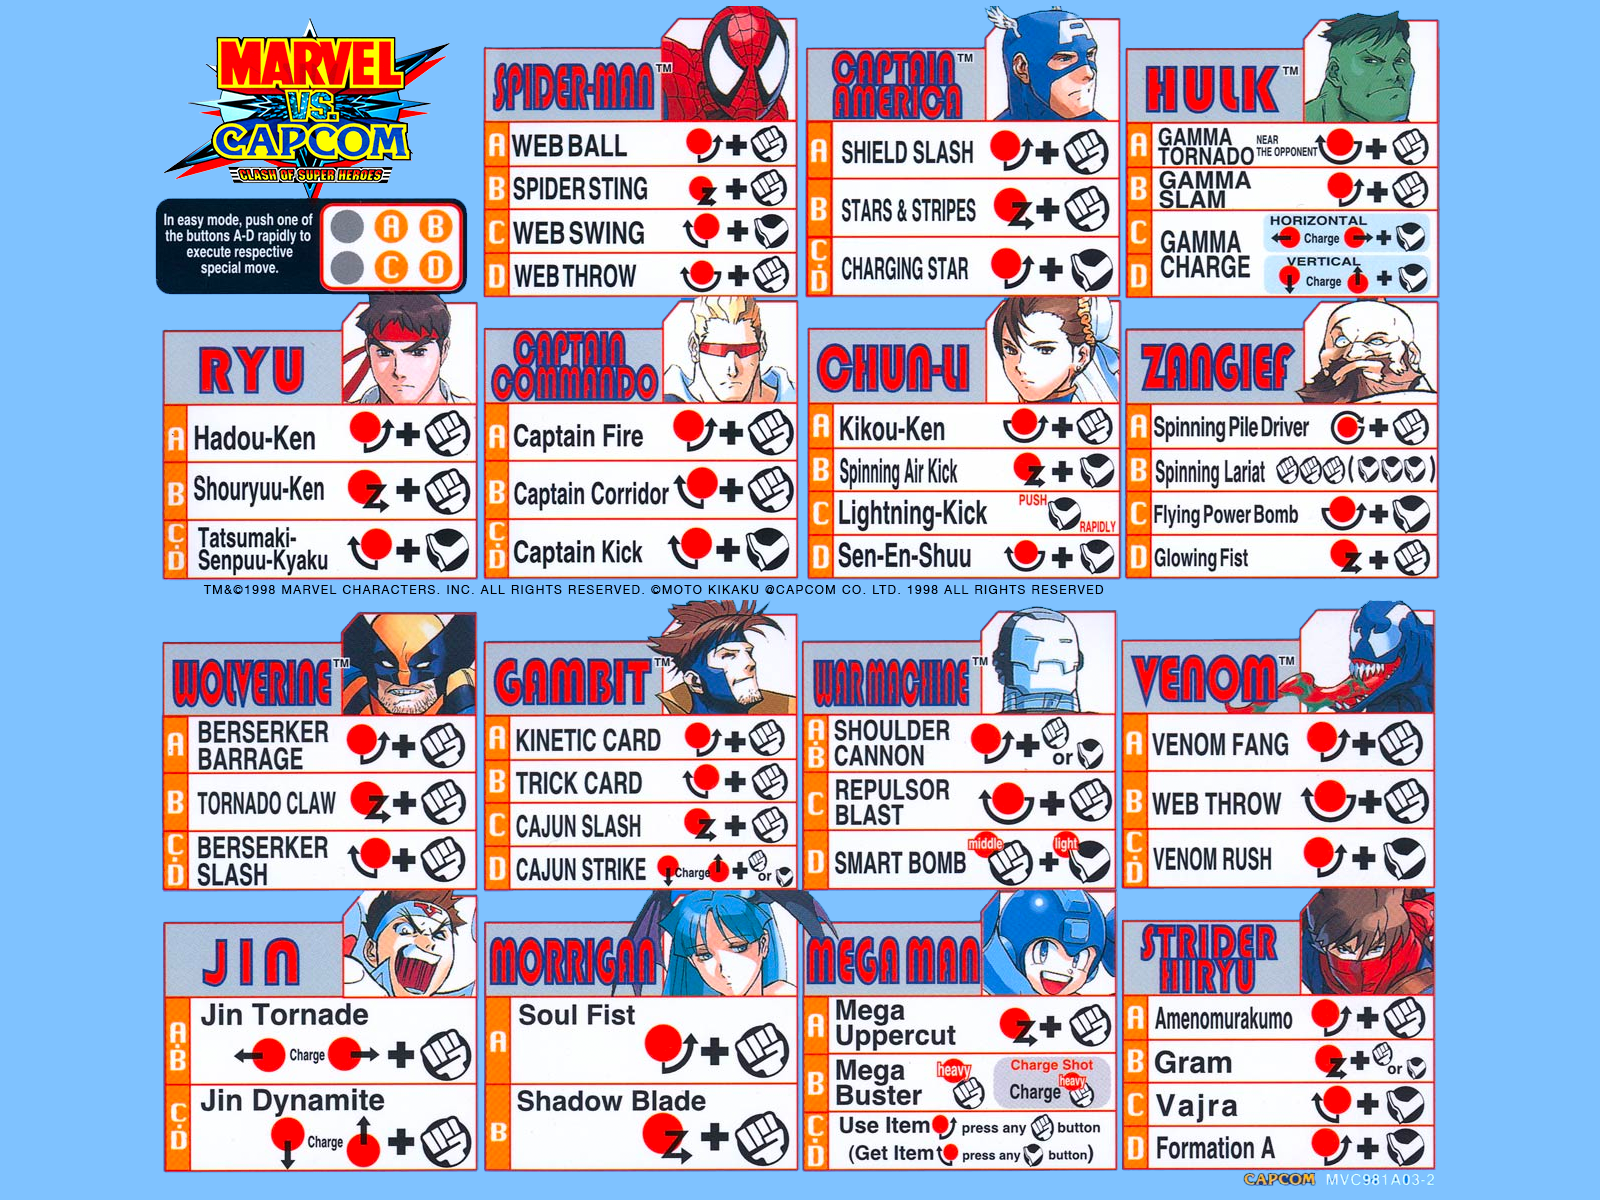 MARVEL
VS.
CAPCOM
CLASH OF SUPER HEROES
In easy mode, push one of
the buttons A-D rapidly to
execute respective
special move.
A B
C D
SPIDER-MAN™
A WEB BALL +
B SPIDER STING +
C WEB SWING +
D WEB THROW +
CAPTAIN
AMERICA™
A SHIELD SLASH +
B STARS & STRIPES +
C·D CHARGING STAR +
HULK™
A GAMMA
TORNADO NEAR
THE OPPONENT +
B GAMMA
SLAM +
C
D
GAMMA
CHARGE
HORIZONTAL
Charge +
VERTICAL
Charge +
RYU
A Hadou-Ken +
B Shouryuu-Ken +
C·D Tatsumaki-
Senpuu-Kyaku +
CAPTAIN
COMMANDO
A Captain Fire +
B Captain Corridor +
C·D Captain Kick +
CHUN-LI
A Kikou-Ken +
B Spinning Air Kick +
C Lightning-Kick PUSH
RAPIDLY
D Sen-En-Shuu +
ZANGIEF
A Spinning Pile Driver +
B Spinning Lariat ( )
C Flying Power Bomb +
D Glowing Fist +
TM&©1998 MARVEL CHARACTERS. INC. ALL RIGHTS RESERVED. ©MOTO KIKAKU @CAPCOM CO. LTD. 1998 ALL RIGHTS RESERVED
WOLVERINE™
A BERSERKER
BARRAGE +
B TORNADO CLAW +
C·D BERSERKER
SLASH +
GAMBIT™
A KINETIC CARD +
B TRICK CARD +
C CAJUN SLASH +
D CAJUN STRIKE Charge + or
WAR MACHINE™
A·B SHOULDER
CANNON + or
C REPULSOR
BLAST +
D SMART BOMB middle + light
VENOM™
A VENOM FANG +
B WEB THROW +
C·D VENOM RUSH +
JIN
A·B Jin Tornade
Charge +
C·D Jin Dynamite
Charge +
MORRIGAN
A Soul Fist
+
B Shadow Blade
+
MEGA MAN
A Mega
Uppercut +
B Mega
Buster heavy
Charge Shot
Charge heavy
C·D Use Item press any button
(Get Item press any button)
STRIDER
HIRYU
A Amenomurakumo +
B Gram + or
C Vajra +
D Formation A +
CAPCOM MVC981A03-2